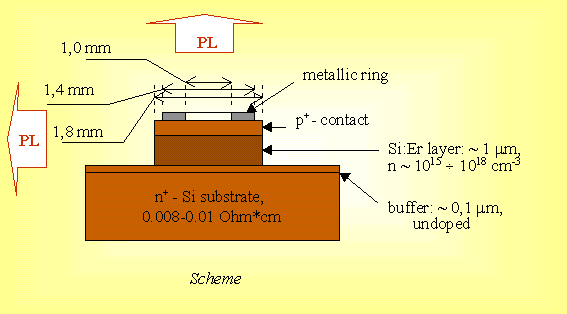 PL
1,0 mm
metallic ring
1,4 mm
p⁺ - contact
1,8 mm
PL
Si:Er layer: ~ 1 μm,
n ~ 10¹⁵ ÷ 10¹⁸ cm⁻³
n⁺ - Si substrate,
0.008-0.01 Ohm*cm
buffer: ~ 0,1 μm,
undoped
Scheme